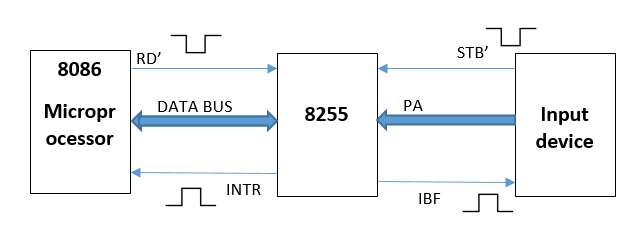 8086
Micropr
ocessor
RD’
DATA BUS
INTR
8255
STB’
PA
IBF
Input
device